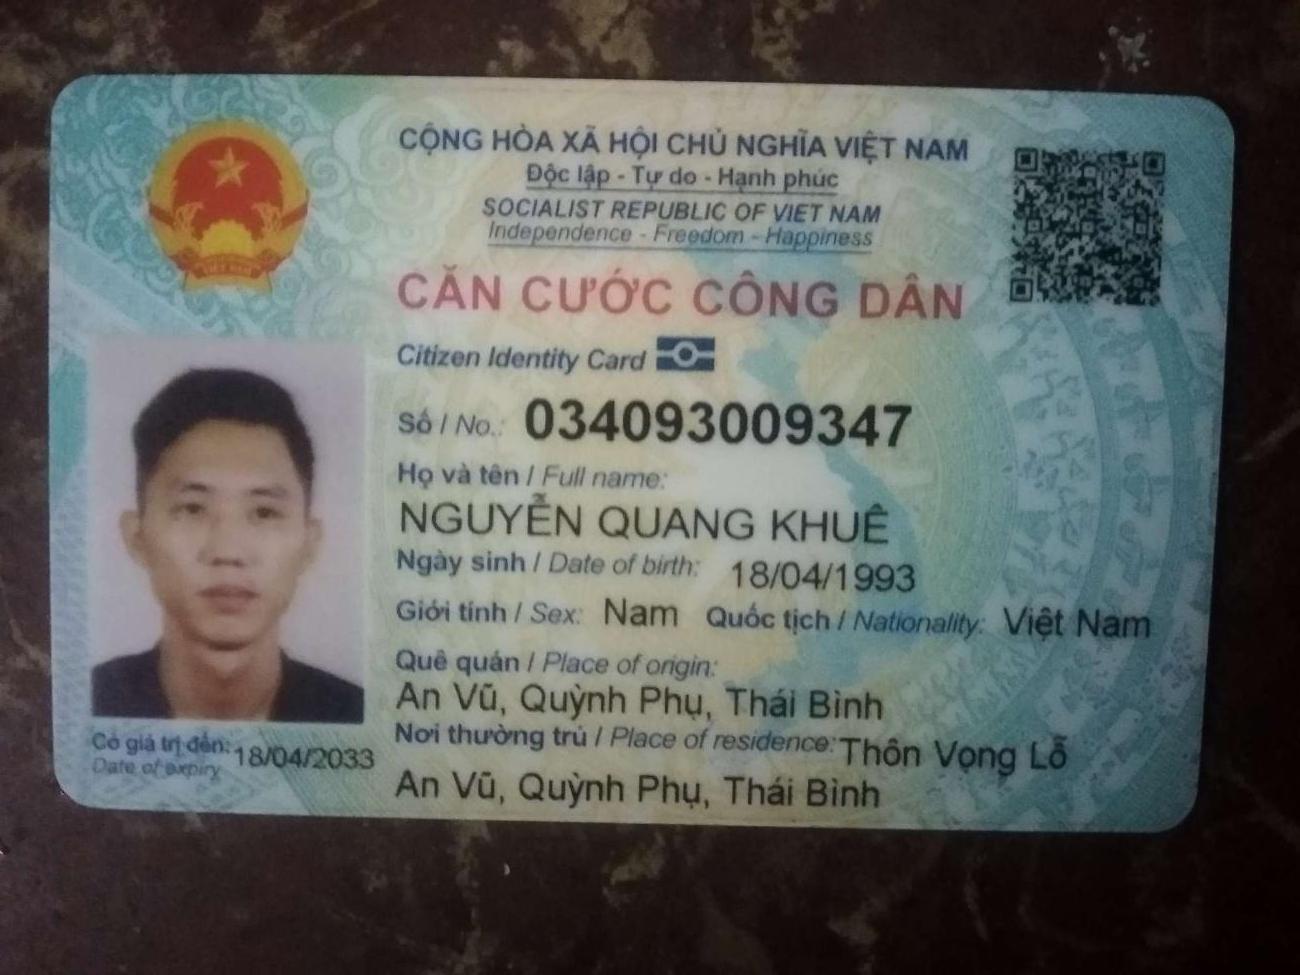 CỘNG HÒA XÃ HỘI CHỦ NGHĨA VIỆT NAM
Độc lập - Tự do - Hạnh phúc
SOCIALIST REPUBLIC OF VIET NAM
Independence - Freedom - Happiness
CĂN CƯỚC CÔNG DÂN
Citizen Identity Card
Số / No.: 034093009347
Họ và tên / Full name:
NGUYỄN QUANG KHUÊ
Ngày sinh / Date of birth: 18/04/1993
Giới tính / Sex: Nam Quốc tịch / Nationality: Việt Nam
Quê quán / Place of origin:
An Vũ, Quỳnh Phụ, Thái Bình
Nơi thường trú / Place of residence: Thôn Vọng Lỗ
An Vũ, Quỳnh Phụ, Thái Bình
Có giá trị đến: 18/04/2033
Date of expiry